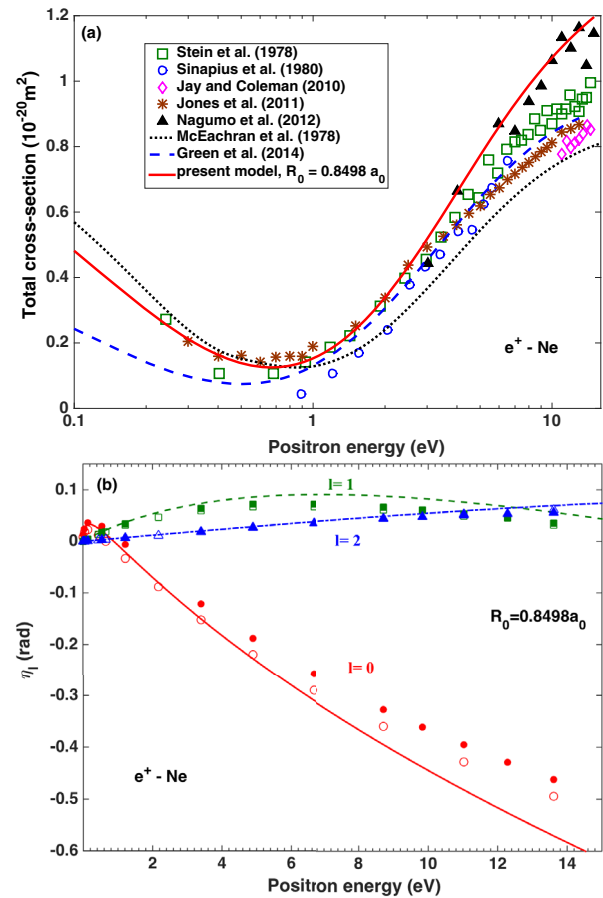 (a)
Total cross-section (10⁻²⁰m²)
1.2
1
0.8
0.6
0.4
0.2
0
Stein et al. (1978)
Sinapius et al. (1980)
Jay and Coleman (2010)
Jones et al. (2011)
Nagumo et al. (2012)
McEachran et al. (1978)
Green et al. (2014)
present model, R₀ = 0.8498 a₀
e⁺ - Ne
0.1 1 10
Positron energy (eV)
(b)
ηₗ (rad)
0.1
0
-0.1
-0.2
-0.3
-0.4
-0.5
-0.6
l= 1
l= 2
R₀=0.8498a₀
l= 0
e⁺ - Ne
2 4 6 8 10 12 14
Positron energy (eV)